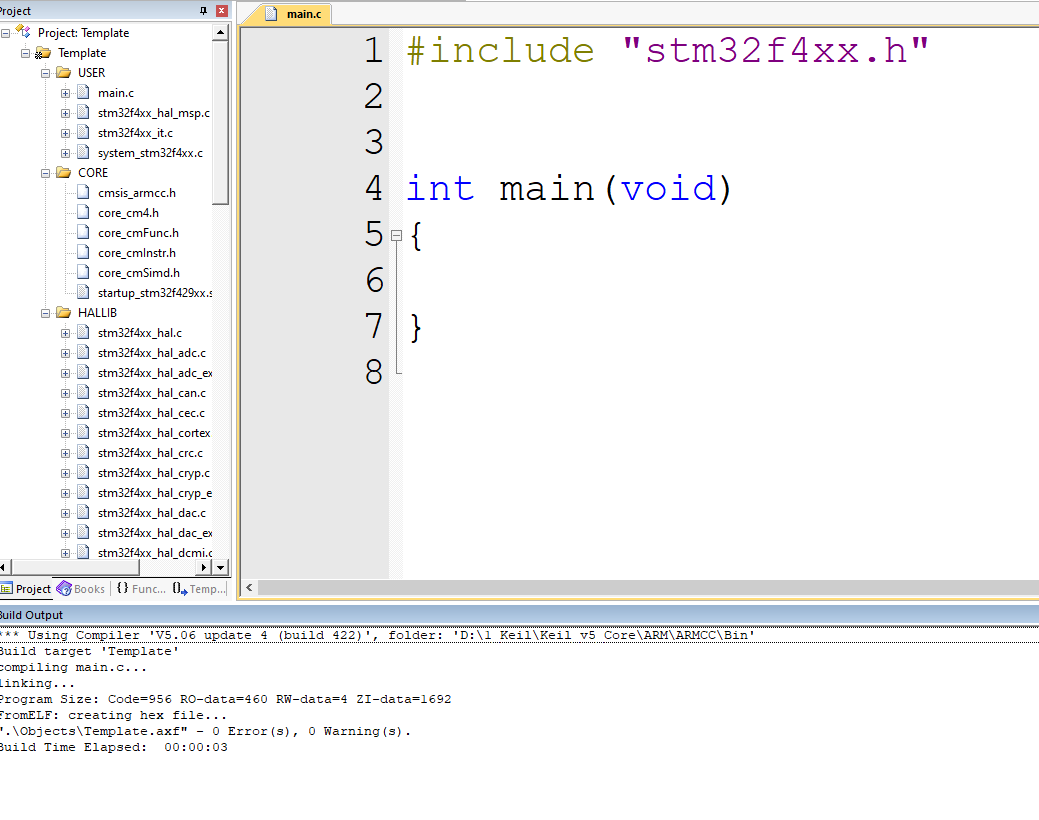 Project
Project: Template
Template
USER
main.c
stm32f4xx_hal_msp.c
stm32f4xx_it.c
system_stm32f4xx.c
CORE
cmsis_armcc.h
core_cm4.h
core_cmFunc.h
core_cmInstr.h
core_cmSimd.h
startup_stm32f429xx.s
HALLIB
stm32f4xx_hal.c
stm32f4xx_hal_adc.c
stm32f4xx_hal_adc_ex
stm32f4xx_hal_can.c
stm32f4xx_hal_cec.c
stm32f4xx_hal_cortex
stm32f4xx_hal_crc.c
stm32f4xx_hal_cryp.c
stm32f4xx_hal_cryp_e
stm32f4xx_hal_dac.c
stm32f4xx_hal_dac_ex
stm32f4xx_hal_dcmi.c
Project Books {} Func... Temp...
main.c
1 #include "stm32f4xx.h"
2
3
4 int main(void)
5 {
6
7 }
8
Build Output
*** Using Compiler 'V5.06 update 4 (build 422)', folder: 'D:\1 Keil\Keil v5 Core\ARM\ARMCC\Bin'
Build target 'Template'
compiling main.c...
linking...
Program Size: Code=956 RO-data=460 RW-data=4 ZI-data=1692
FromELF: creating hex file...
".\Objects\Template.axf" - 0 Error(s), 0 Warning(s).
Build Time Elapsed:  00:00:03